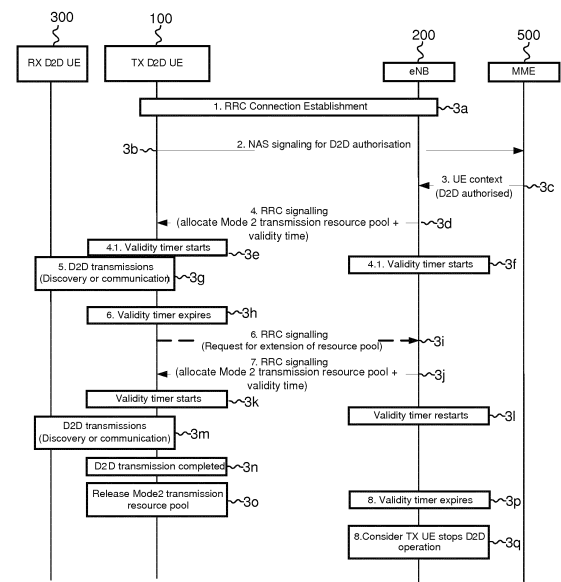 300
100
200
500
RX D2D UE
TX D2D UE
eNB
MME
1. RRC Connection Establishment
3a
3b
2. NAS signaling for D2D authorisation
3. UE context
(D2D authorised)
3c
4. RRC signalling
(allocate Mode 2 transmission resource pool +
validity time)
3d
4.1. Validity timer starts
3e
4.1. Validity timer starts
3f
5. D2D transmissions
(Discovery or communication)
3g
6. Validity timer expires
3h
6. RRC signalling
(Request for extension of resource pool)
3i
7. RRC signalling
(allocate Mode 2 transmission resource pool +
validity time)
3j
Validity timer starts
3k
Validity timer restarts
3l
D2D transmissions
(Discovery or communication)
3m
D2D transmission completed
3n
Release Mode2 transmission
resource pool
3o
8. Validity timer expires
3p
8.Consider TX UE stops D2D
operation
3q